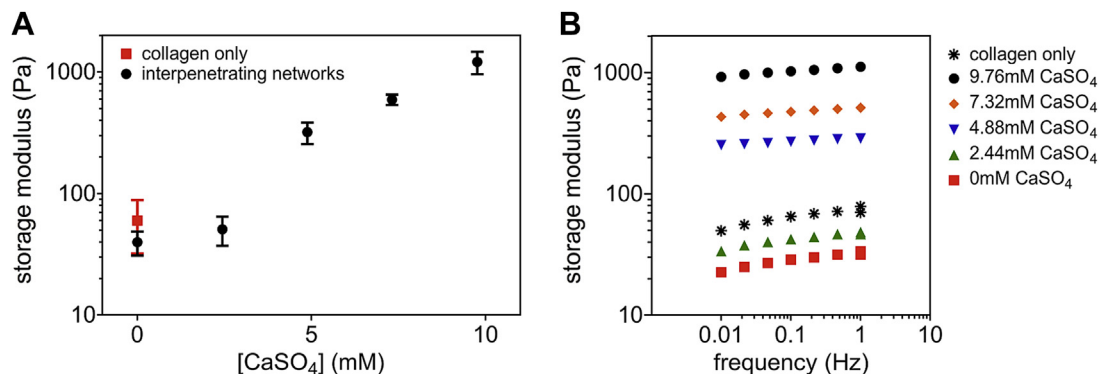 A
storage modulus (Pa)
1000
100
10
collagen only
interpenetrating networks
0
5
10
[CaSO₄] (mM)
B
storage modulus (Pa)
1000
100
10
0.01
0.1
1
10
frequency (Hz)
collagen only
9.76mM CaSO₄
7.32mM CaSO₄
4.88mM CaSO₄
2.44mM CaSO₄
0mM CaSO₄